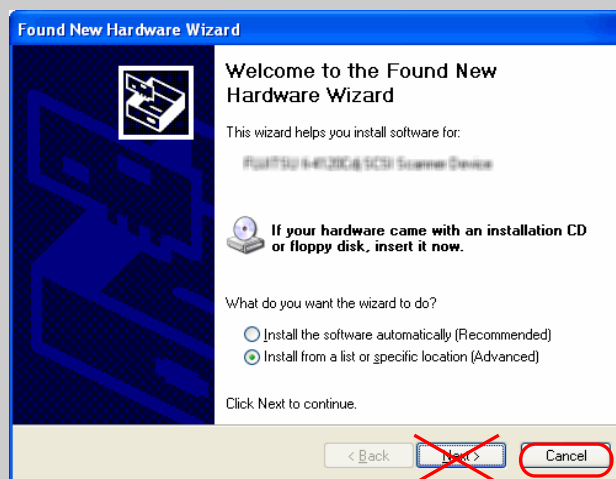 Found New Hardware Wizard
Welcome to the Found New
Hardware Wizard
This wizard helps you install software for:
SCSI Scanner Device
If your hardware came with an installation CD
or floppy disk, insert it now.
What do you want the wizard to do?
Install the software automatically (Recommended)
Install from a list or specific location (Advanced)
Click Next to continue.
< Back Next > Cancel